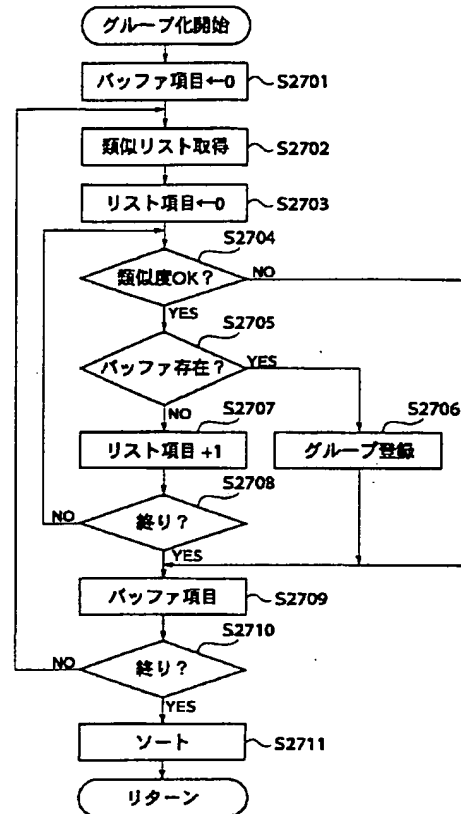 グループ化開始
バッファ項目←0
S2701
類似リスト取得
S2702
リスト項目←0
S2703
S2704
類似度OK？
NO
YES
S2705
バッファ存在？
YES
NO
S2707
S2706
リスト項目 +1
グループ登録
S2708
終り？
NO
YES
バッファ項目
S2709
S2710
終り？
NO
YES
ソート
S2711
リターン